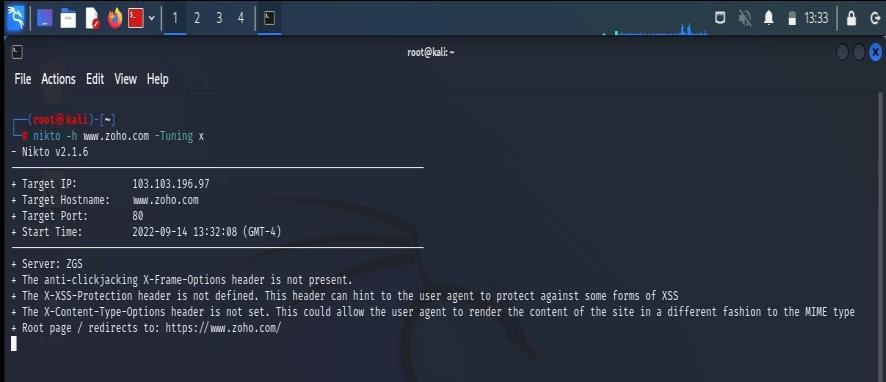 1 2 3 4 13:33
root@kali: ~
File Actions Edit View Help
(root㉿kali)-[~]
# nikto -h www.zoho.com -Tuning x
- Nikto v2.1.6
+ Target IP: 103.103.196.97
+ Target Hostname: www.zoho.com
+ Target Port: 80
+ Start Time: 2022-09-14 13:32:08 (GMT-4)
+ Server: ZGS
+ The anti-clickjacking X-Frame-Options header is not present.
+ The X-XSS-Protection header is not defined. This header can hint to the user agent to protect against some forms of XSS
+ The X-Content-Type-Options header is not set. This could allow the user agent to render the content of the site in a different fashion to the MIME type
+ Root page / redirects to: https://www.zoho.com/